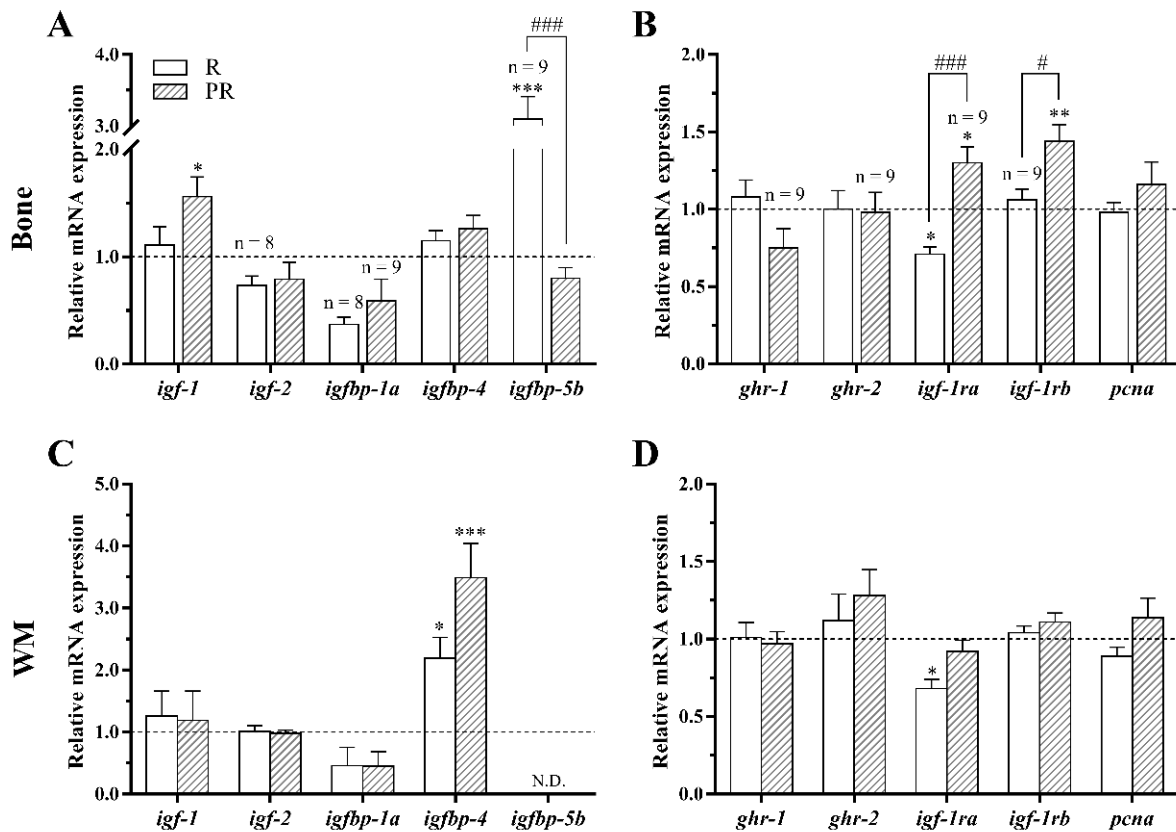 A
B
###
4.0
R
PR
n = 9
***
3.0
2.0
1.0
0.0
*
n = 8
n = 8
n = 9
Relative mRNA expression
Bone
igf-1
igf-2
igfbp-1a
igfbp-4
igfbp-5b
2.0
1.5
1.0
0.5
0.0
###
#
n = 9
n = 9
*
n = 9
*
n = 9
**
Relative mRNA expression
ghr-1
ghr-2
igf-1ra
igf-1rb
pcna
C
D
5.0
4.0
3.0
2.0
1.0
0.0
*
***
N.D.
Relative mRNA expression
WM
igf-1
igf-2
igfbp-1a
igfbp-4
igfbp-5b
2.0
1.5
1.0
0.5
0.0
*
Relative mRNA expression
ghr-1
ghr-2
igf-1ra
igf-1rb
pcna